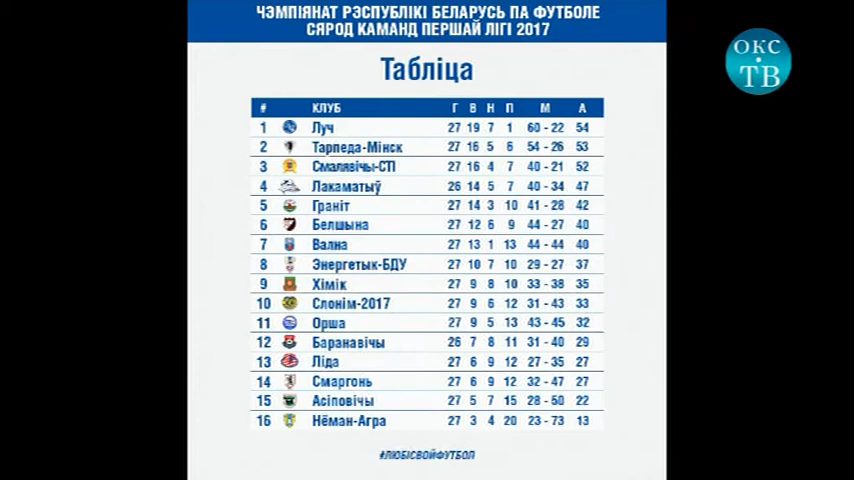 ЧЭМПІЯНАТ РЭСПУБЛІКІ БЕЛАРУСЬ ПА ФУТБОЛЕ
СЯРОД КАМАНД ПЕРШАЙ ЛІГІ 2017
ОКС
ТВ
Табліца
# КЛУБ Г В Н П М А
1 Луч 27 19 7 1 60 - 22 54
2 Тарпеда-Мінск 27 16 5 6 54 - 26 53
3 Смалявічы-СТІ 27 16 4 7 40 - 21 52
4 Лакаматыў 26 14 5 7 40 - 34 47
5 Граніт 27 14 3 10 41 - 28 42
6 Белшына 27 12 6 9 44 - 27 40
7 Вална 27 13 1 13 44 - 44 40
8 Энергетык-БДУ 27 10 7 10 29 - 27 37
9 Хімік 27 9 8 10 33 - 38 35
10 Слонім-2017 27 9 6 12 31 - 43 33
11 Орша 27 9 5 13 43 - 45 32
12 Баранавічы 26 7 8 11 31 - 40 29
13 Ліда 27 6 9 12 27 - 35 27
14 Смаргонь 27 6 9 12 32 - 47 27
15 Асіповічы 27 5 7 15 28 - 50 22
16 Нёман-Агра 27 3 4 20 23 - 73 13
#ЛЮБІСВОЙФУТБОЛ